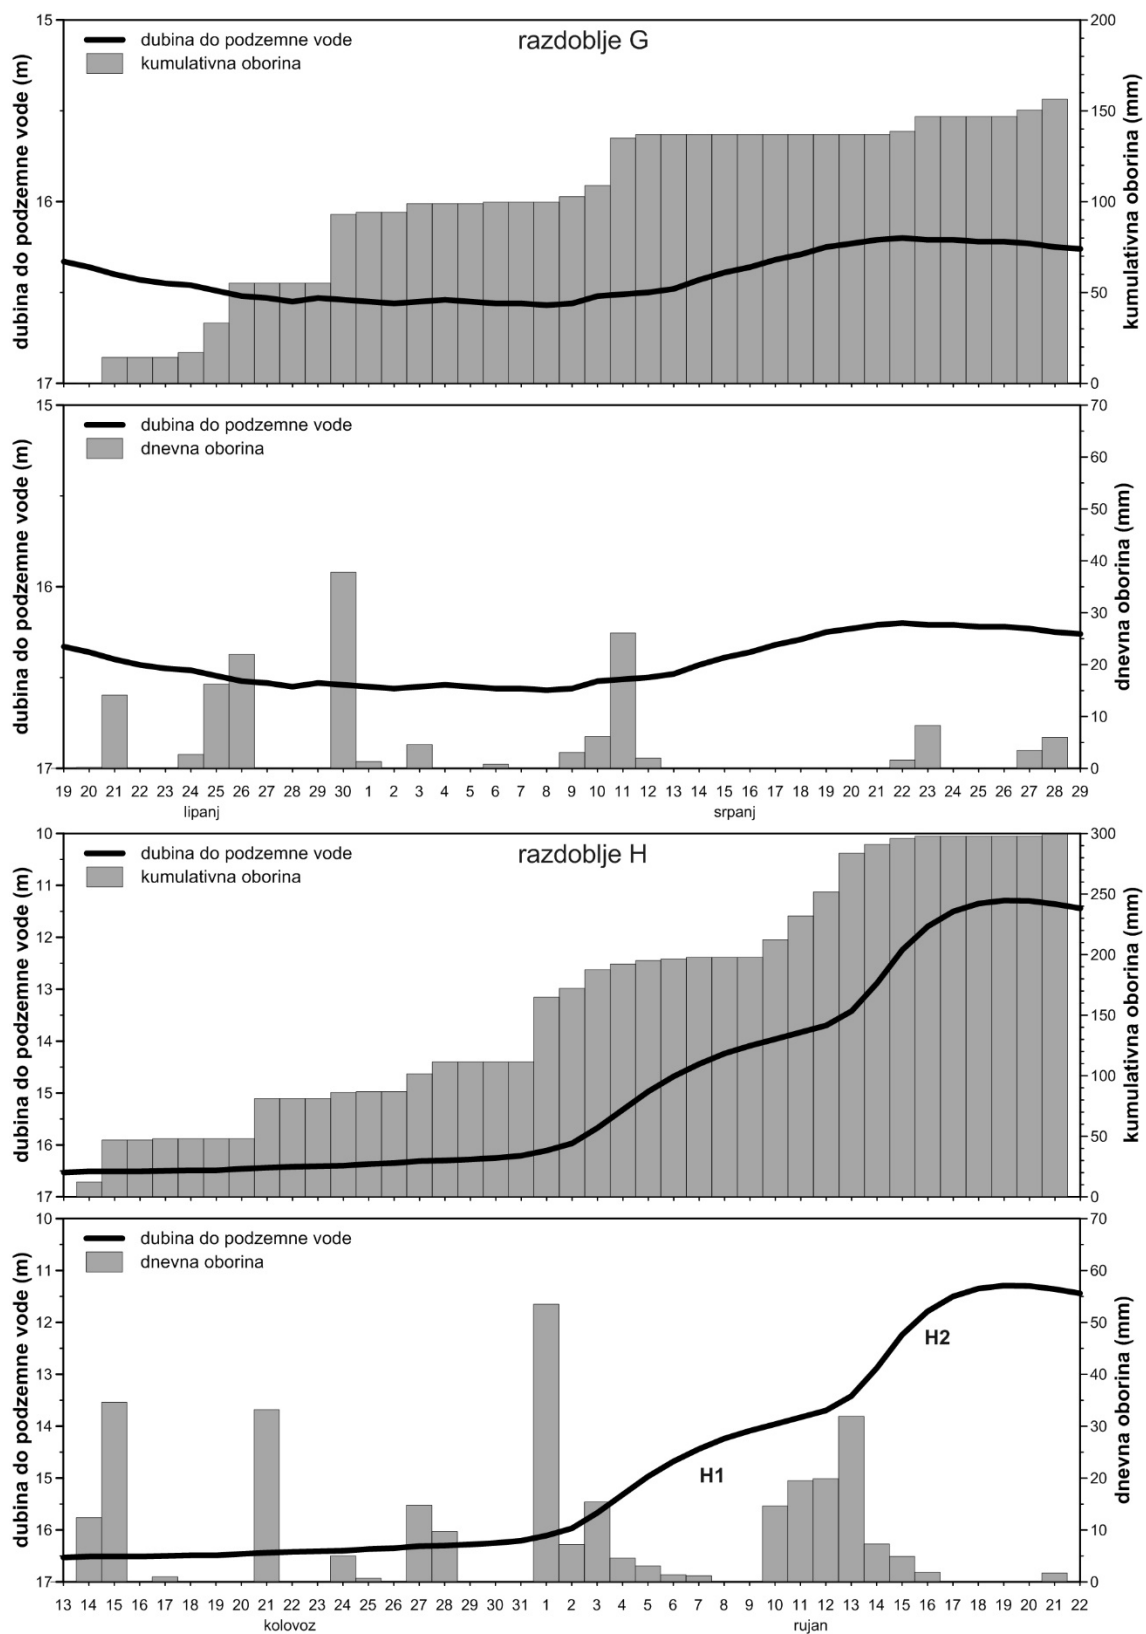 razdoblje G
dubina do podzemne vode
kumulativna oborina
dubina do podzemne vode (m)
15
16
17
kumulativna oborina (mm)
200
150
100
50
0
dubina do podzemne vode
dnevna oborina
dubina do podzemne vode (m)
15
16
17
dnevna oborina (mm)
70
60
50
40
30
20
10
0
19 20 21 22 23 24 25 26 27 28 29 30 1 2 3 4 5 6 7 8 9 10 11 12 13 14 15 16 17 18 19 20 21 22 23 24 25 26 27 28 29
lipanj srpanj
razdoblje H
dubina do podzemne vode
kumulativna oborina
dubina do podzemne vode (m)
10
11
12
13
14
15
16
17
kumulativna oborina (mm)
300
250
200
150
100
50
0
dubina do podzemne vode
dnevna oborina
dubina do podzemne vode (m)
10
11
12
13
14
15
16
17
dnevna oborina (mm)
70
60
50
40
30
20
10
0
H1
H2
13 14 15 16 17 18 19 20 21 22 23 24 25 26 27 28 29 30 31 1 2 3 4 5 6 7 8 9 10 11 12 13 14 15 16 17 18 19 20 21 22
kolovoz rujan